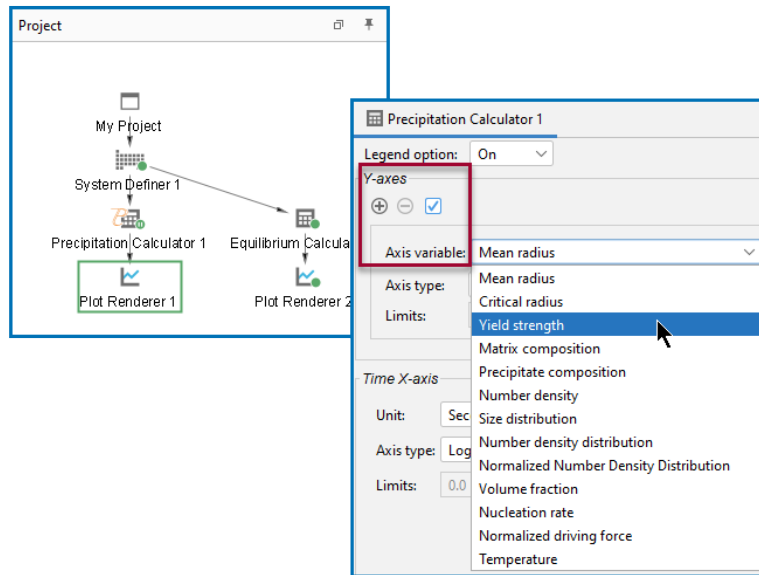 Project
My Project
System Definer 1
Precipitation Calculator 1
Equilibrium Calcula
Plot Renderer 1
Plot Renderer 2
Precipitation Calculator 1
Legend option: On
Y-axes
Axis variable: Mean radius
Axis type:
Limits:
Mean radius
Critical radius
Yield strength
Matrix composition
Precipitate composition
Number density
Size distribution
Number density distribution
Normalized Number Density Distribution
Volume fraction
Nucleation rate
Normalized driving force
Temperature
Time X-axis
Unit: Sec
Axis type: Log
Limits: 0.0